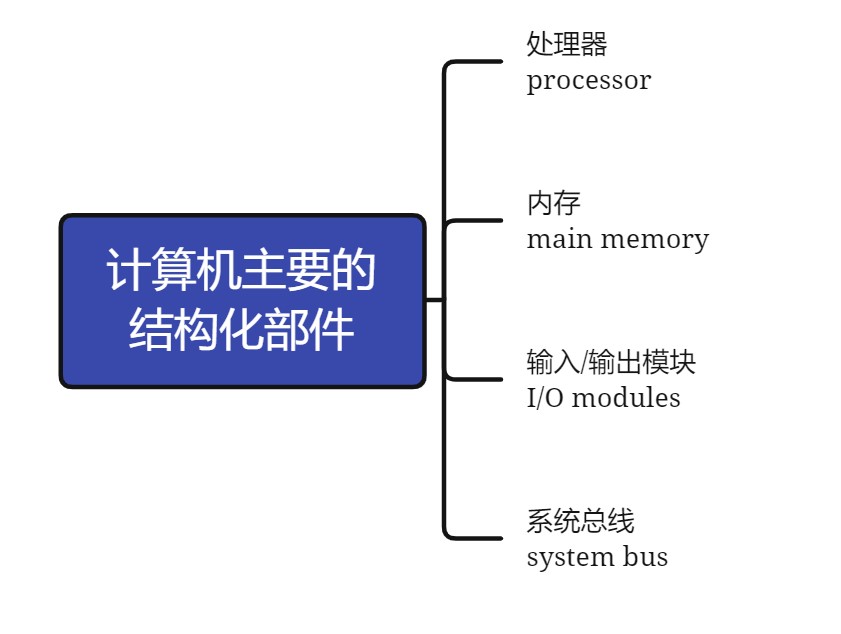 计算机主要的
结构化部件
处理器
processor
内存
main memory
输入/输出模块
I/O modules
系统总线
system bus